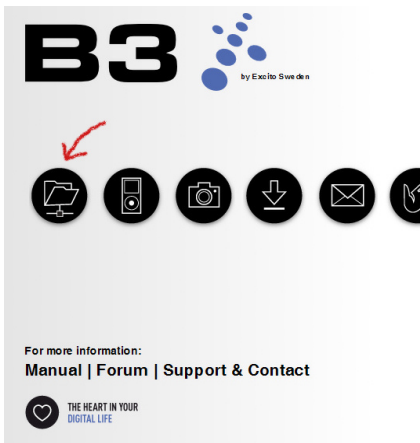 B3
by Excito Sweden
For more information:
Manual | Forum | Support & Contact
THE HEART IN YOUR
DIGITAL LIFE